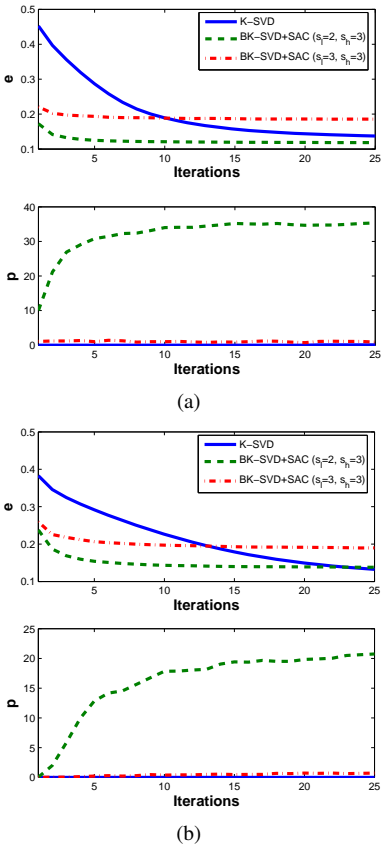 0.5
0.4
0.3
0.2
0.1
e
K−SVD
BK−SVD+SAC (s_l=2, s_h=3)
BK−SVD+SAC (s_l=3, s_h=3)
5 10 15 20 25
Iterations
40
30
20
10
0
p
5 10 15 20 25
Iterations
(a)
0.4
0.3
0.2
0.1
e
K−SVD
BK−SVD+SAC (s_l=2, s_h=3)
BK−SVD+SAC (s_l=3, s_h=3)
5 10 15 20 25
Iterations
25
20
15
10
5
0
p
5 10 15 20 25
Iterations
(b)